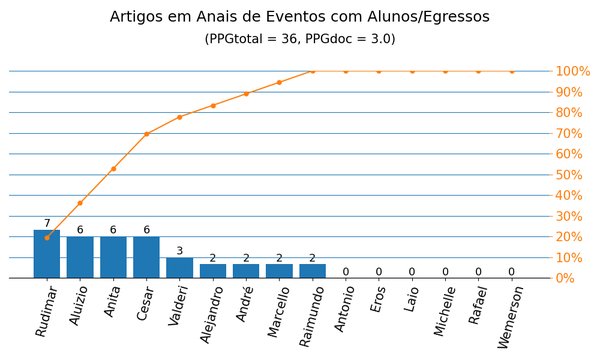 Artigos em Anais de Eventos com Alunos/Egressos
(PPGtotal = 36, PPGdoc = 3.0)
100%
90%
80%
70%
60%
50%
40%
30%
20%
10%
0%
7
6
6
6
3
2
2
2
2
0
0
0
0
0
0
Rudimar
Aluizio
Anita
Cesar
Valderi
Alejandro
André
Marcello
Raimundo
Antonio
Eros
Laio
Michelle
Rafael
Wemerson